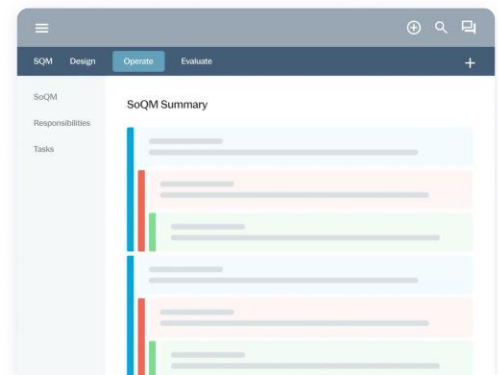 SQM Design Operate Evaluate
SoQM
Responsibilities
Tasks
SoQM Summary